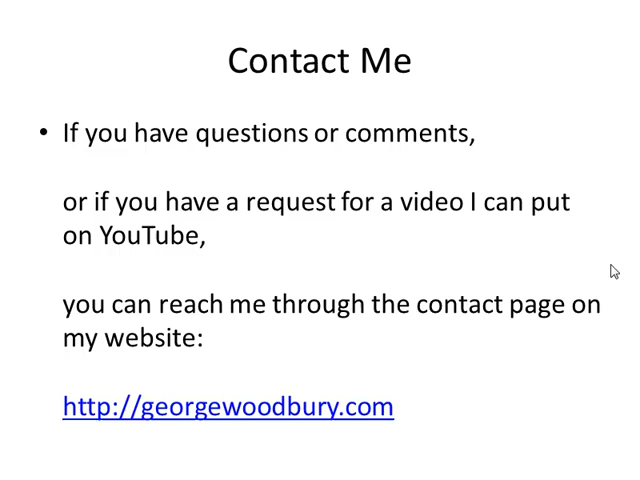 Contact Me
• If you have questions or comments,
or if you have a request for a video I can put
on YouTube,
you can reach me through the contact page on
my website:
http://georgewoodbury.com